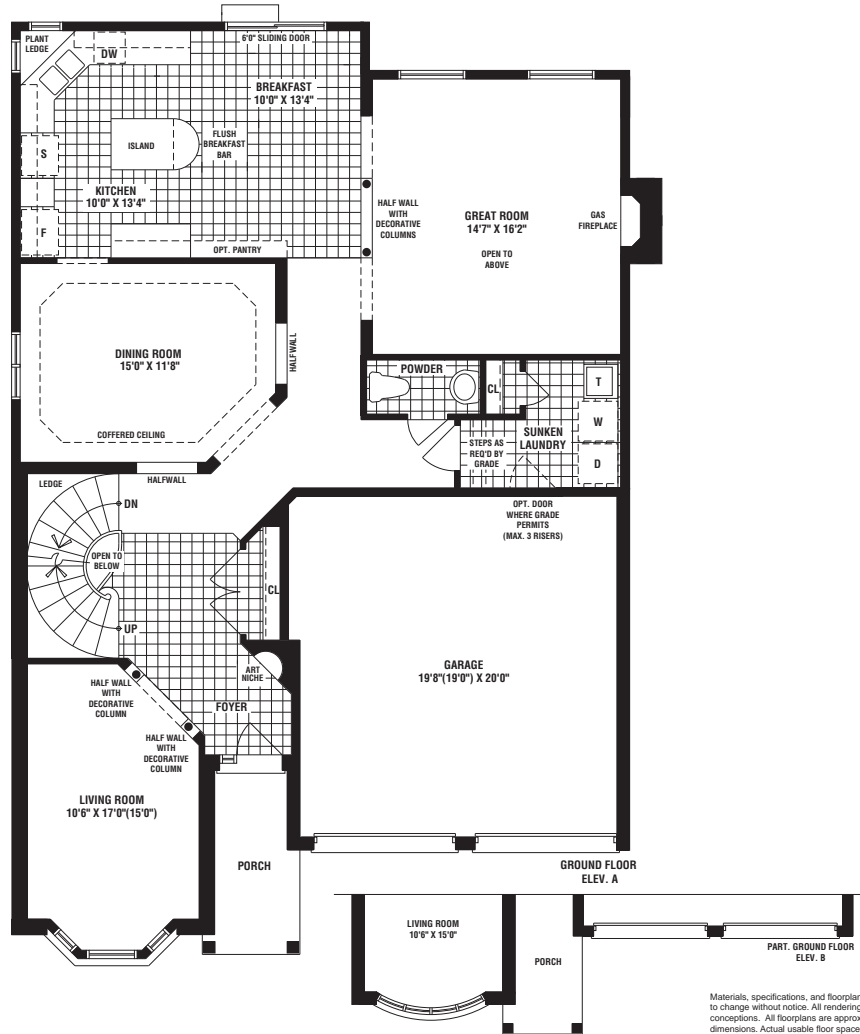 PLANT
LEDGE
DW
6'0" SLIDING DOOR
BREAKFAST
10'0" X 13'4"
ISLAND
FLUSH
BREAKFAST
BAR
S
KITCHEN
10'0" X 13'4"
F
OPT. PANTRY
HALF WALL
WITH
DECORATIVE
COLUMNS
GREAT ROOM
14'7" X 16'2"
OPEN TO
ABOVE
GAS
FIREPLACE
DINING ROOM
15'0" X 11'8"
COFFERED CEILING
HALFWALL
HALFWALL
POWDER
CL
T
W
D
SUNKEN
LAUNDRY
STEPS AS
REQ'D BY
GRADE
OPT. DOOR
WHERE GRADE
PERMITS
(MAX. 3 RISERS)
LEDGE
DN
OPEN TO
BELOW
UP
CL
ART
NICHE
FOYER
GARAGE
19'8"(19'0") X 20'0"
HALF WALL
WITH
DECORATIVE
COLUMN
HALF WALL
WITH
DECORATIVE
COLUMN
LIVING ROOM
10'6" X 17'0"(15'0")
PORCH
GROUND FLOOR
ELEV. A
LIVING ROOM
10'6" X 15'0"
PORCH
PART. GROUND FLOOR
ELEV. B
Materials, specifications, and floorplan
to change without notice. All rendering
conceptions. All floorplans are approx
dimensions. Actual usable floor space